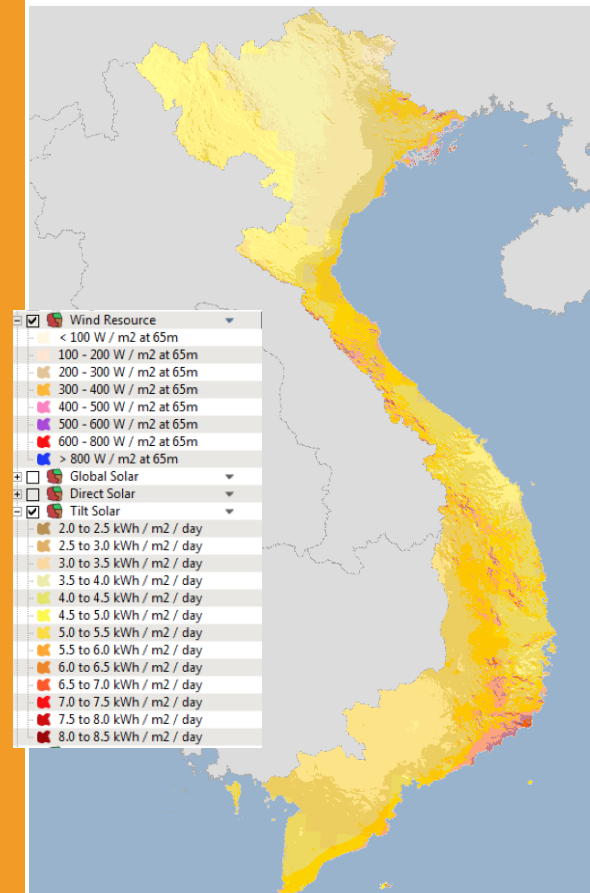 Wind Resource
< 100 W / m2 at 65m
100 - 200 W / m2 at 65m
200 - 300 W / m2 at 65m
300 - 400 W / m2 at 65m
400 - 500 W / m2 at 65m
500 - 600 W / m2 at 65m
600 - 800 W / m2 at 65m
> 800 W / m2 at 65m
Global Solar
Direct Solar
Tilt Solar
2.0 to 2.5 kWh / m2 / day
2.5 to 3.0 kWh / m2 / day
3.0 to 3.5 kWh / m2 / day
3.5 to 4.0 kWh / m2 / day
4.0 to 4.5 kWh / m2 / day
4.5 to 5.0 kWh / m2 / day
5.0 to 5.5 kWh / m2 / day
5.5 to 6.0 kWh / m2 / day
6.0 to 6.5 kWh / m2 / day
6.5 to 7.0 kWh / m2 / day
7.0 to 7.5 kWh / m2 / day
7.5 to 8.0 kWh / m2 / day
8.0 to 8.5 kWh / m2 / day